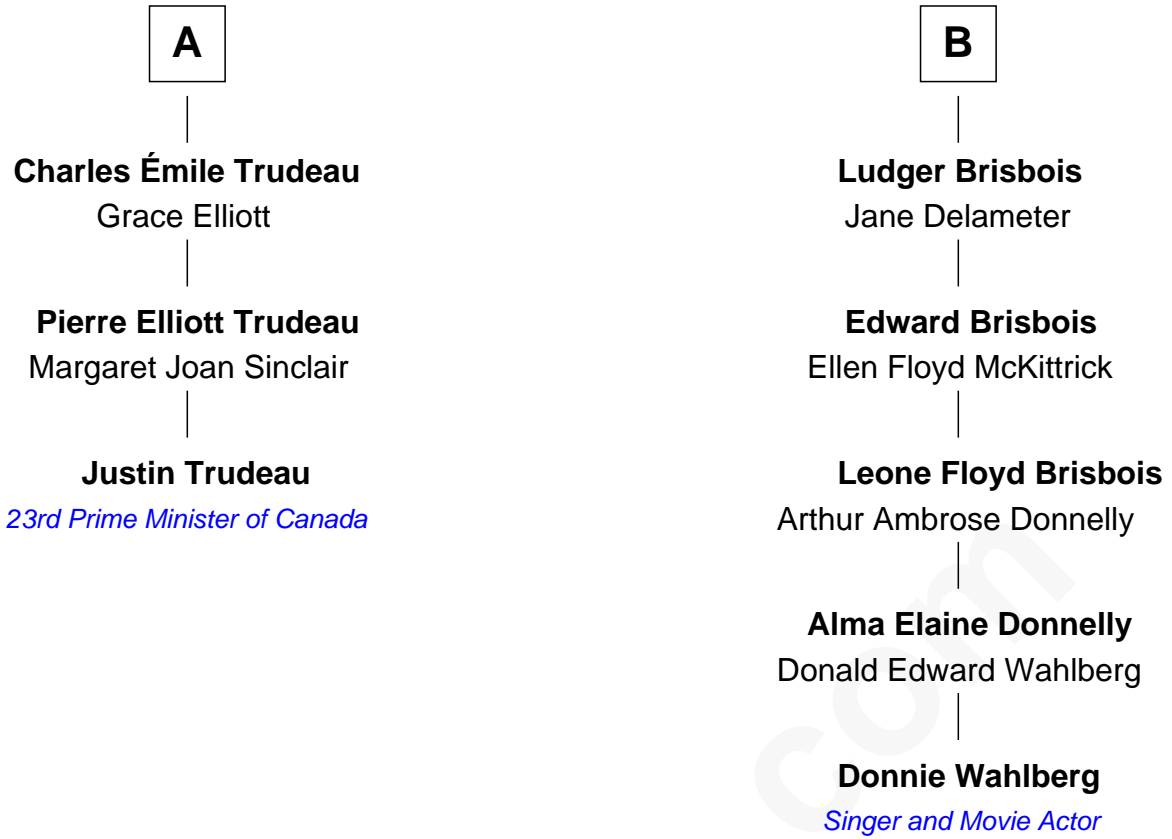 A
Charles Émile Trudeau
Grace Elliott
Pierre Elliott Trudeau
Margaret Joan Sinclair
Justin Trudeau
23rd Prime Minister of Canada
B
Ludger Brisbois
Jane Delameter
Edward Brisbois
Ellen Floyd McKittrick
Leone Floyd Brisbois
Arthur Ambrose Donnelly
Alma Elaine Donnelly
Donald Edward Wahlberg
Donnie Wahlberg
Singer and Movie Actor
com